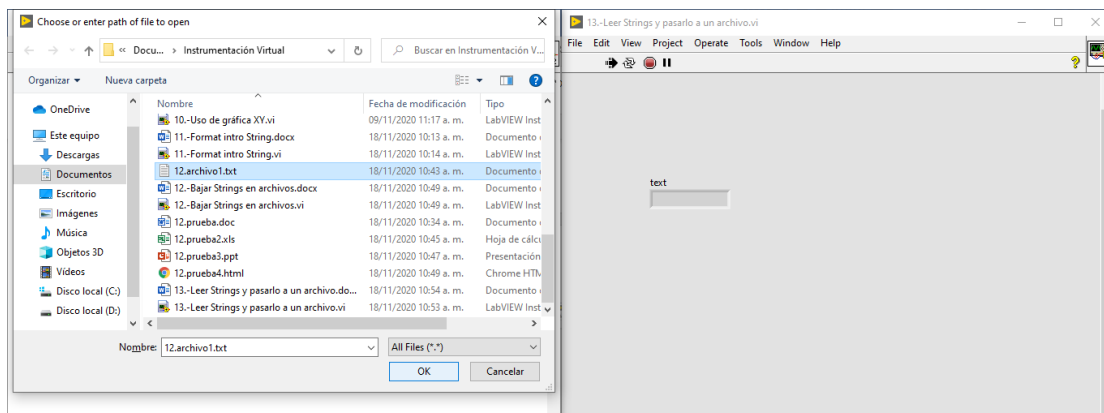 Choose or enter path of file to open
« Docu... › Instrumentación Virtual
Buscar en Instrumentación V...
Organizar
Nueva carpeta
OneDrive
Este equipo
Descargas
Documentos
Escritorio
Imágenes
Música
Objetos 3D
Vídeos
Disco local (C:)
Disco local (D:)
Nombre Fecha de modificación Tipo
10.-Uso de gráfica XY.vi 09/11/2020 11:17 a. m. LabVIEW Inst
11.-Format intro String.docx 18/11/2020 10:13 a. m. Documento
11.-Format intro String.vi 18/11/2020 10:14 a. m. LabVIEW Inst
12.archivo1.txt 18/11/2020 10:43 a. m. Documento
12.-Bajar Strings en archivos.docx 18/11/2020 10:49 a. m. Documento
12.-Bajar Strings en archivos.vi 18/11/2020 10:49 a. m. LabVIEW Inst
12.prueba.doc 18/11/2020 10:34 a. m. Documento
12.prueba2.xls 18/11/2020 10:45 a. m. Hoja de cálcu
12.prueba3.ppt 18/11/2020 10:47 a. m. Presentación
12.prueba4.html 18/11/2020 10:49 a. m. Chrome HTM
13.-Leer Strings y pasarlo a un archivo.do... 18/11/2020 10:54 a. m. Documento
13.-Leer Strings y pasarlo a un archivo.vi 18/11/2020 10:53 a. m. LabVIEW Inst
Nombre: 12.archivo1.txt
All Files (*.*)
OK Cancelar
13.-Leer Strings y pasarlo a un archivo.vi
File Edit View Project Operate Tools Window Help
text